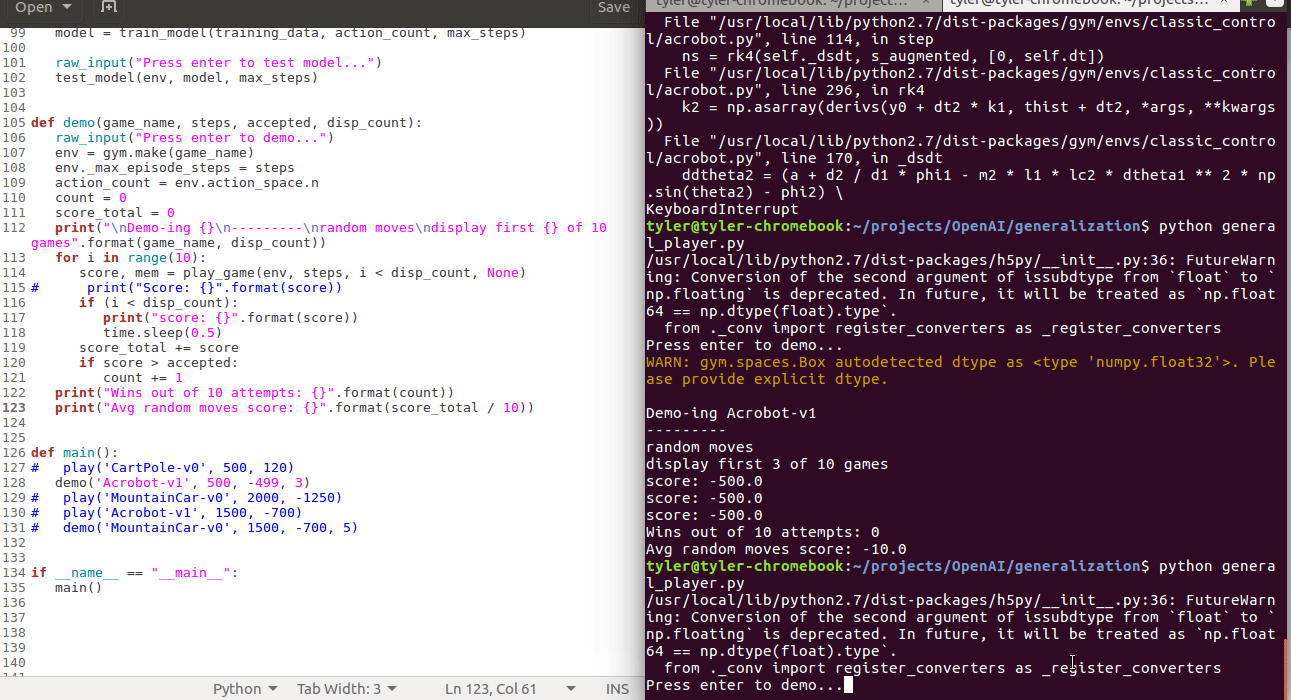 Open
Save
99 model = train_model(training_data, action_count, max_steps)
100
101 raw_input("Press enter to test model...")
102 test_model(env, model, max_steps)
103
104
105 def demo(game_name, steps, accepted, disp_count):
106 raw_input("Press enter to demo...")
107 env = gym.make(game_name)
108 env._max_episode_steps = steps
109 action_count = env.action_space.n
110 count = 0
111 score_total = 0
112 print("\nDemo-ing {}\n---------\nrandom moves\ndisplay first {} of 10
games".format(game_name, disp_count))
113 for i in range(10):
114 score, mem = play_game(env, steps, i < disp_count, None)
115 # print("Score: {}".format(score))
116 if (i < disp_count):
117 print("score: {}".format(score))
118 time.sleep(0.5)
119 score_total += score
120 if score > accepted:
121 count += 1
122 print("Wins out of 10 attempts: {}".format(count))
123 print("Avg random moves score: {}".format(score_total / 10))
124
125
126 def main():
127 # play('CartPole-v0', 500, 120)
128 demo('Acrobot-v1', 500, -499, 3)
129 # play('MountainCar-v0', 2000, -1250)
130 # play('Acrobot-v1', 1500, -700)
131 # demo('MountainCar-v0', 1500, -700, 5)
132
133
134 if __name__ == "__main__":
135 main()
136
137
138
139
140
Python Tab Width: 3 Ln 123, Col 61 INS
tyler@tyler-chromebook: ~/project... tyler@tyler-chromebook: ~/projects...
File "/usr/local/lib/python2.7/dist-packages/gym/envs/classic_contro
l/acrobot.py", line 114, in step
ns = rk4(self._dsdt, s_augmented, [0, self.dt])
File "/usr/local/lib/python2.7/dist-packages/gym/envs/classic_contro
l/acrobot.py", line 296, in rk4
k2 = np.asarray(derivs(y0 + dt2 * k1, thist + dt2, *args, **kwargs
))
File "/usr/local/lib/python2.7/dist-packages/gym/envs/classic_contro
l/acrobot.py", line 170, in _dsdt
ddtheta2 = (a + d2 / d1 * phi1 - m2 * l1 * lc2 * dtheta1 ** 2 * np
.sin(theta2) - phi2) \
KeyboardInterrupt
tyler@tyler-chromebook:~/projects/OpenAI/generalization$ python genera
l_player.py
/usr/local/lib/python2.7/dist-packages/h5py/__init__.py:36: FutureWarn
ing: Conversion of the second argument of issubdtype from `float` to `
np.floating` is deprecated. In future, it will be treated as `np.float
64 == np.dtype(float).type`.
from ._conv import register_converters as _register_converters
Press enter to demo...
WARN: gym.spaces.Box autodetected dtype as <type 'numpy.float32'>. Ple
ase provide explicit dtype.

Demo-ing Acrobot-v1
---------
random moves
display first 3 of 10 games
score: -500.0
score: -500.0
score: -500.0
Wins out of 10 attempts: 0
Avg random moves score: -10.0
tyler@tyler-chromebook:~/projects/OpenAI/generalization$ python genera
l_player.py
/usr/local/lib/python2.7/dist-packages/h5py/__init__.py:36: FutureWarn
ing: Conversion of the second argument of issubdtype from `float` to `
np.floating` is deprecated. In future, it will be treated as `np.float
64 == np.dtype(float).type`.
from ._conv import register_converters as _register_converters
Press enter to demo...